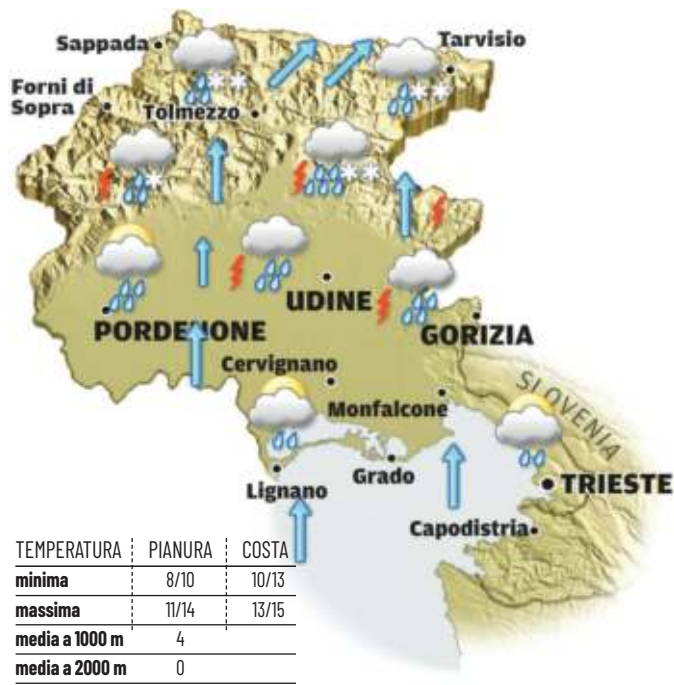 Sappada
Tarvisio
Forni di
Sopra
Tolmezzo
UDINE
PORDENONE
GORIZIA
Cervignano
SLOVENIA
Monfalcone
Grado
Lignano
TRIESTE
Capodistria
TEMPERATURA PIANURA COSTA
minima 8/10 10/13
massima 11/14 13/15
media a 1000 m 4
media a 2000 m 0